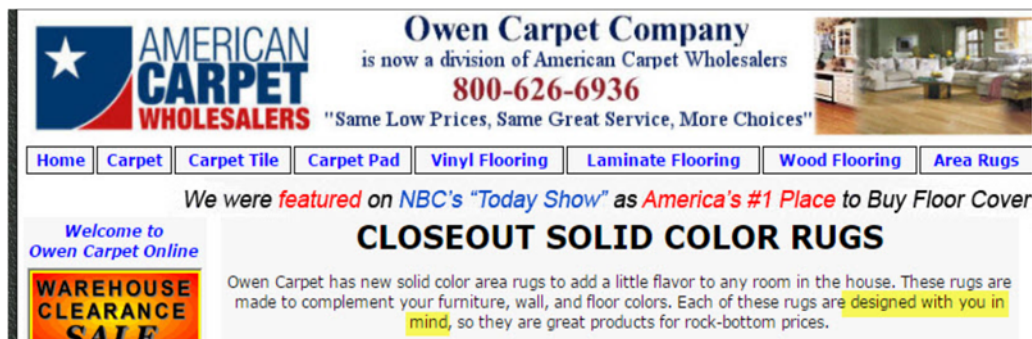 AMERICAN
CARPET
WHOLESALERS
Owen Carpet Company
is now a division of American Carpet Wholesalers
800-626-6936
"Same Low Prices, Same Great Service, More Choices"
Home Carpet Carpet Tile Carpet Pad Vinyl Flooring Laminate Flooring Wood Flooring Area Rugs
We were featured on NBC's "Today Show" as America's #1 Place to Buy Floor Cover
Welcome to
Owen Carpet Online
WAREHOUSE
CLEARANCE
SALE
CLOSEOUT SOLID COLOR RUGS
Owen Carpet has new solid color area rugs to add a little flavor to any room in the house. These rugs are
made to complement your furniture, wall, and floor colors. Each of these rugs are designed with you in
mind, so they are great products for rock-bottom prices.